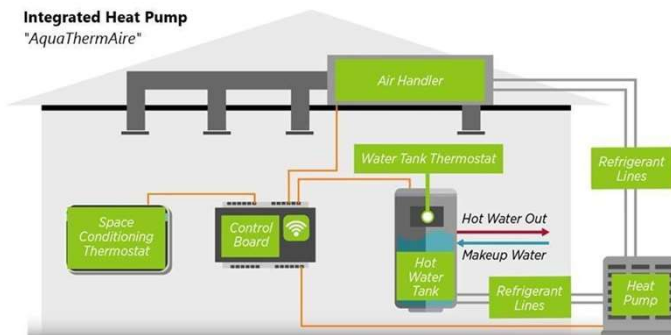 Integrated Heat Pump
"AquaThermAire"
Air Handler
Water Tank Thermostat
Refrigerant
Lines
Space
Conditioning
Thermostat
Control
Board
Hot Water Out
Makeup Water
Hot
Water
Tank
Refrigerant
Lines
Heat
Pump